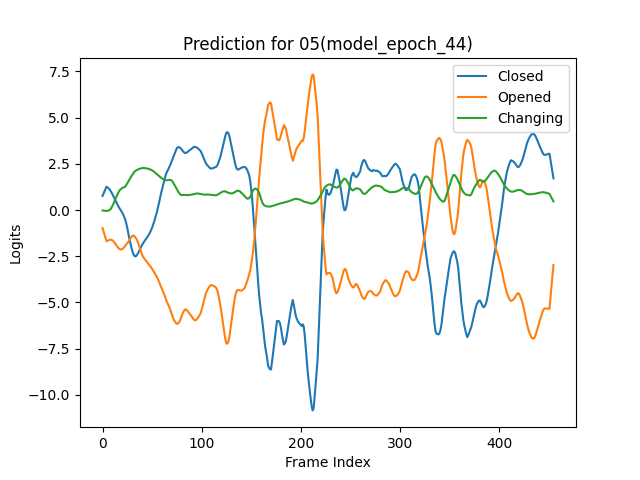 Prediction for 05(model_epoch_44)
Closed
Opened
Changing
7.5
5.0
2.5
0.0
−2.5
−5.0
−7.5
−10.0
Logits
0 100 200 300 400
Frame Index